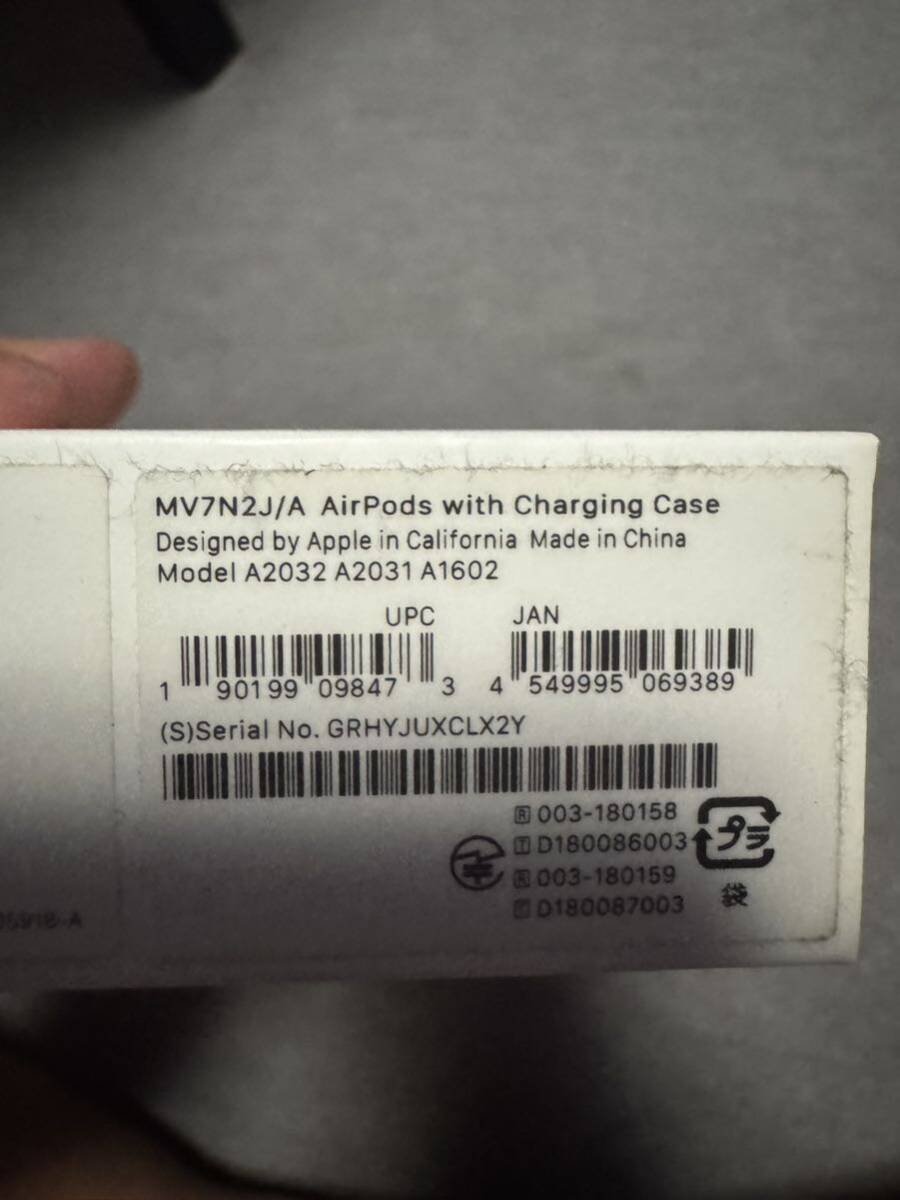 MV7N2J/A AirPods with Charging Case
Designed by Apple in California Made in China
Model A2032 A2031 A1602
UPC JAN
1 90199 09847 3 4 549995 069389
(S)Serial No. GRHYJUXCLX2Y
R 003-180158
T D180086003
R 003-180159
T D180087003
プラ
袋